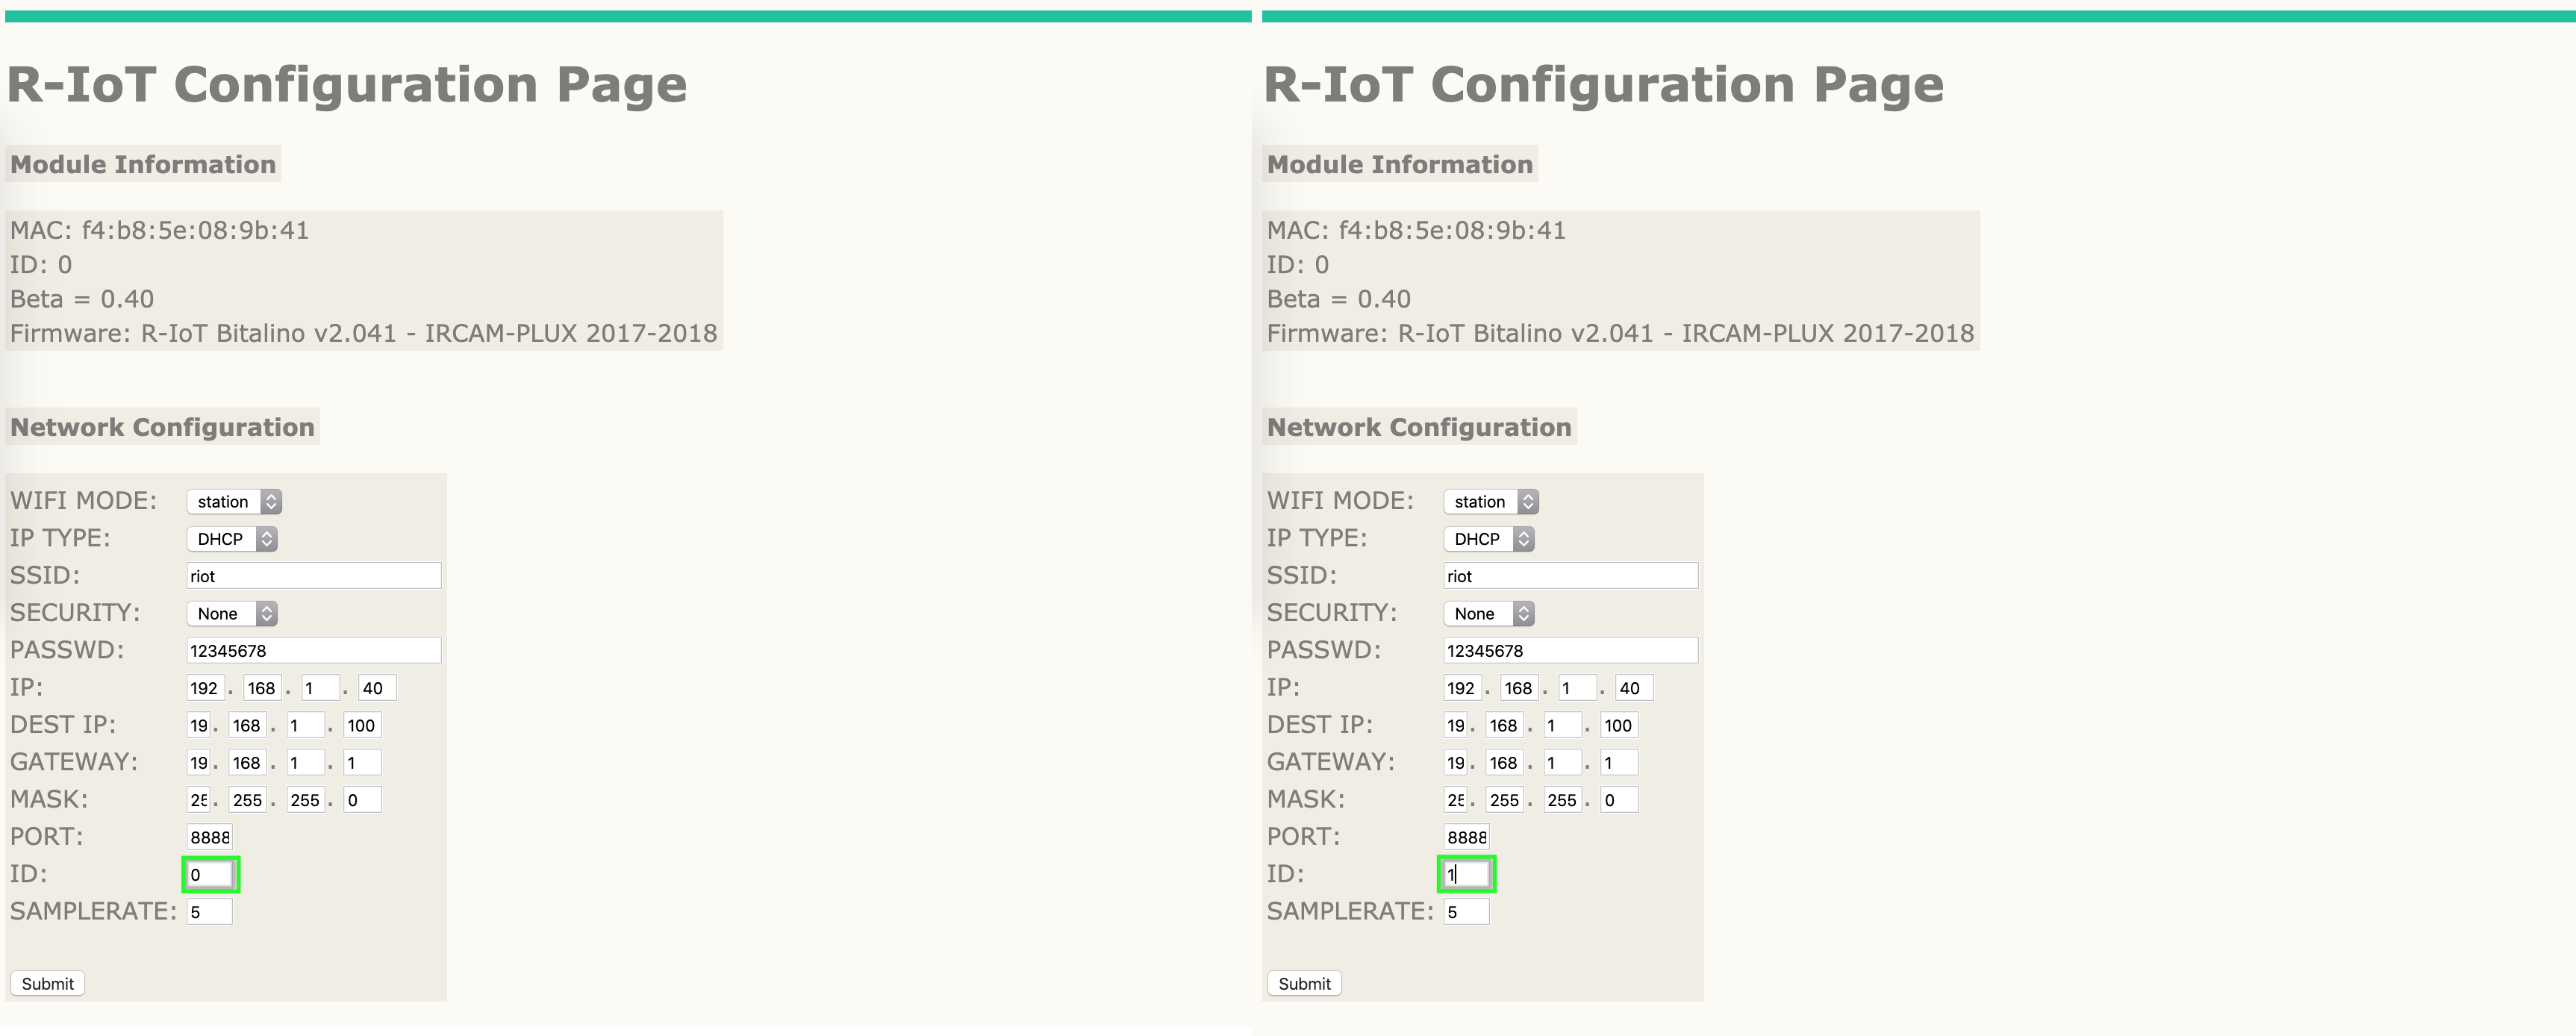 R-IoT Configuration Page
Module Information
MAC: f4:b8:5e:08:9b:41
ID: 0
Beta = 0.40
Firmware: R-IoT Bitalino v2.041 - IRCAM-PLUX 2017-2018
Network Configuration
WIFI MODE: station
IP TYPE: DHCP
SSID: riot
SECURITY: None
PASSWD: 12345678
IP: 192 . 168 . 1 . 40
DEST IP: 19 . 168 . 1 . 100
GATEWAY: 19 . 168 . 1 . 1
MASK: 25 . 255 . 255 . 0
PORT: 8888
ID: 0
SAMPLERATE: 5
Submit
R-IoT Configuration Page
Module Information
MAC: f4:b8:5e:08:9b:41
ID: 0
Beta = 0.40
Firmware: R-IoT Bitalino v2.041 - IRCAM-PLUX 2017-2018
Network Configuration
WIFI MODE: station
IP TYPE: DHCP
SSID: riot
SECURITY: None
PASSWD: 12345678
IP: 192 . 168 . 1 . 40
DEST IP: 19 . 168 . 1 . 100
GATEWAY: 19 . 168 . 1 . 1
MASK: 25 . 255 . 255 . 0
PORT: 8888
ID: 1
SAMPLERATE: 5
Submit